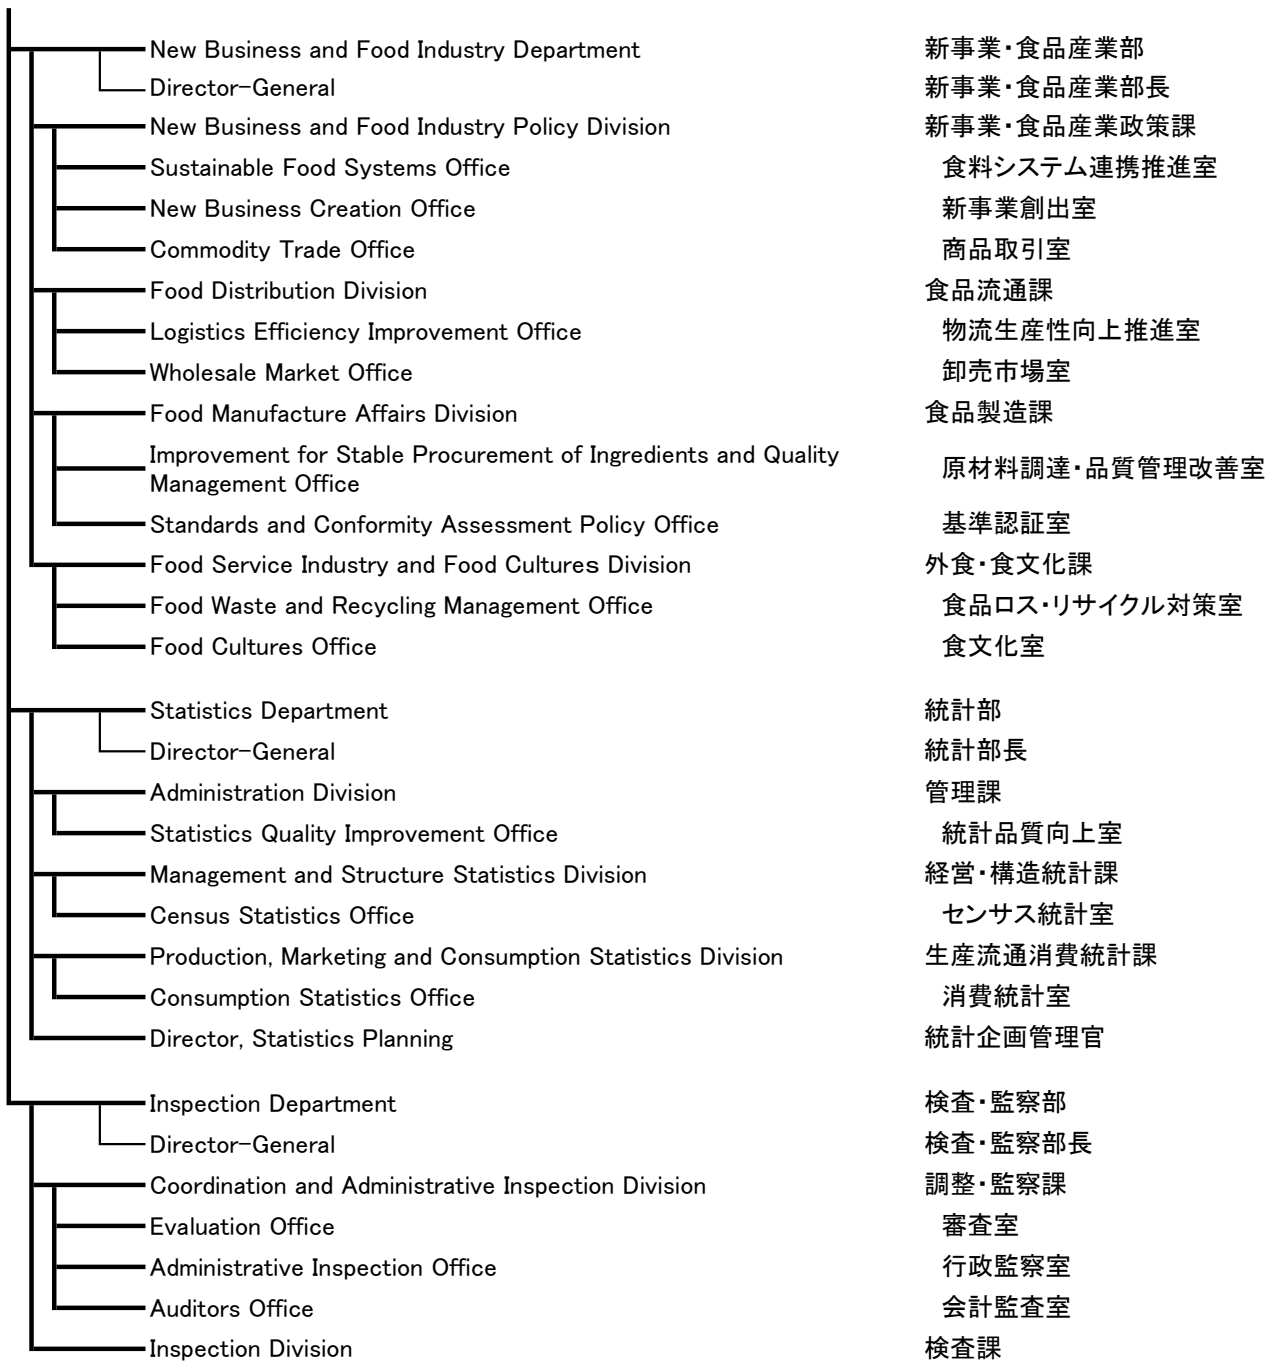 New Business and Food Industry Department 新事業・食品産業部
Director-General 新事業・食品産業部長
New Business and Food Industry Policy Division 新事業・食品産業政策課
Sustainable Food Systems Office 食料システム連携推進室
New Business Creation Office 新事業創出室
Commodity Trade Office 商品取引室
Food Distribution Division 食品流通課
Logistics Efficiency Improvement Office 物流生産性向上推進室
Wholesale Market Office 卸売市場室
Food Manufacture Affairs Division 食品製造課
Improvement for Stable Procurement of Ingredients and Quality
Management Office 原材料調達・品質管理改善室
Standards and Conformity Assessment Policy Office 基準認証室
Food Service Industry and Food Cultures Division 外食・食文化課
Food Waste and Recycling Management Office 食品ロス・リサイクル対策室
Food Cultures Office 食文化室
Statistics Department 統計部
Director-General 統計部長
Administration Division 管理課
Statistics Quality Improvement Office 統計品質向上室
Management and Structure Statistics Division 経営・構造統計課
Census Statistics Office センサス統計室
Production, Marketing and Consumption Statistics Division 生産流通消費統計課
Consumption Statistics Office 消費統計室
Director, Statistics Planning 統計企画管理官
Inspection Department 検査・監察部
Director-General 検査・監察部長
Coordination and Administrative Inspection Division 調整・監察課
Evaluation Office 審査室
Administrative Inspection Office 行政監察室
Auditors Office 会計監査室
Inspection Division 検査課